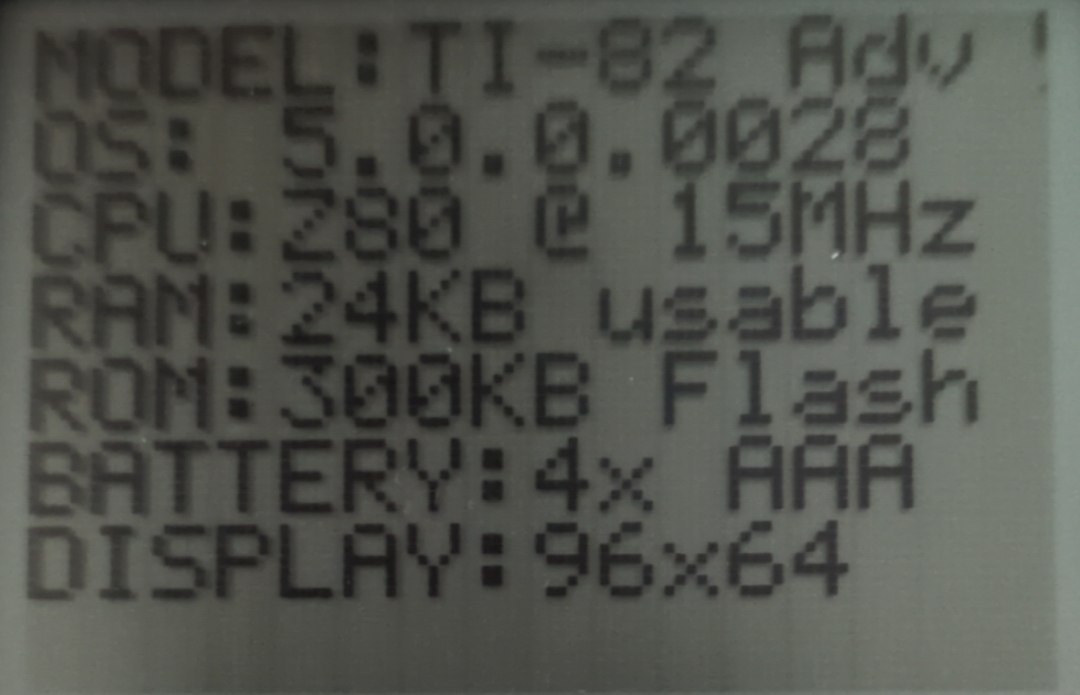 MODEL:TI-82 Adv
OS: 5.0.0.0028
CPU:Z80 @ 15MHz
RAM:24KB usable
ROM:300KB Flash
BATTERY:4x AAA
DISPLAY:96x64